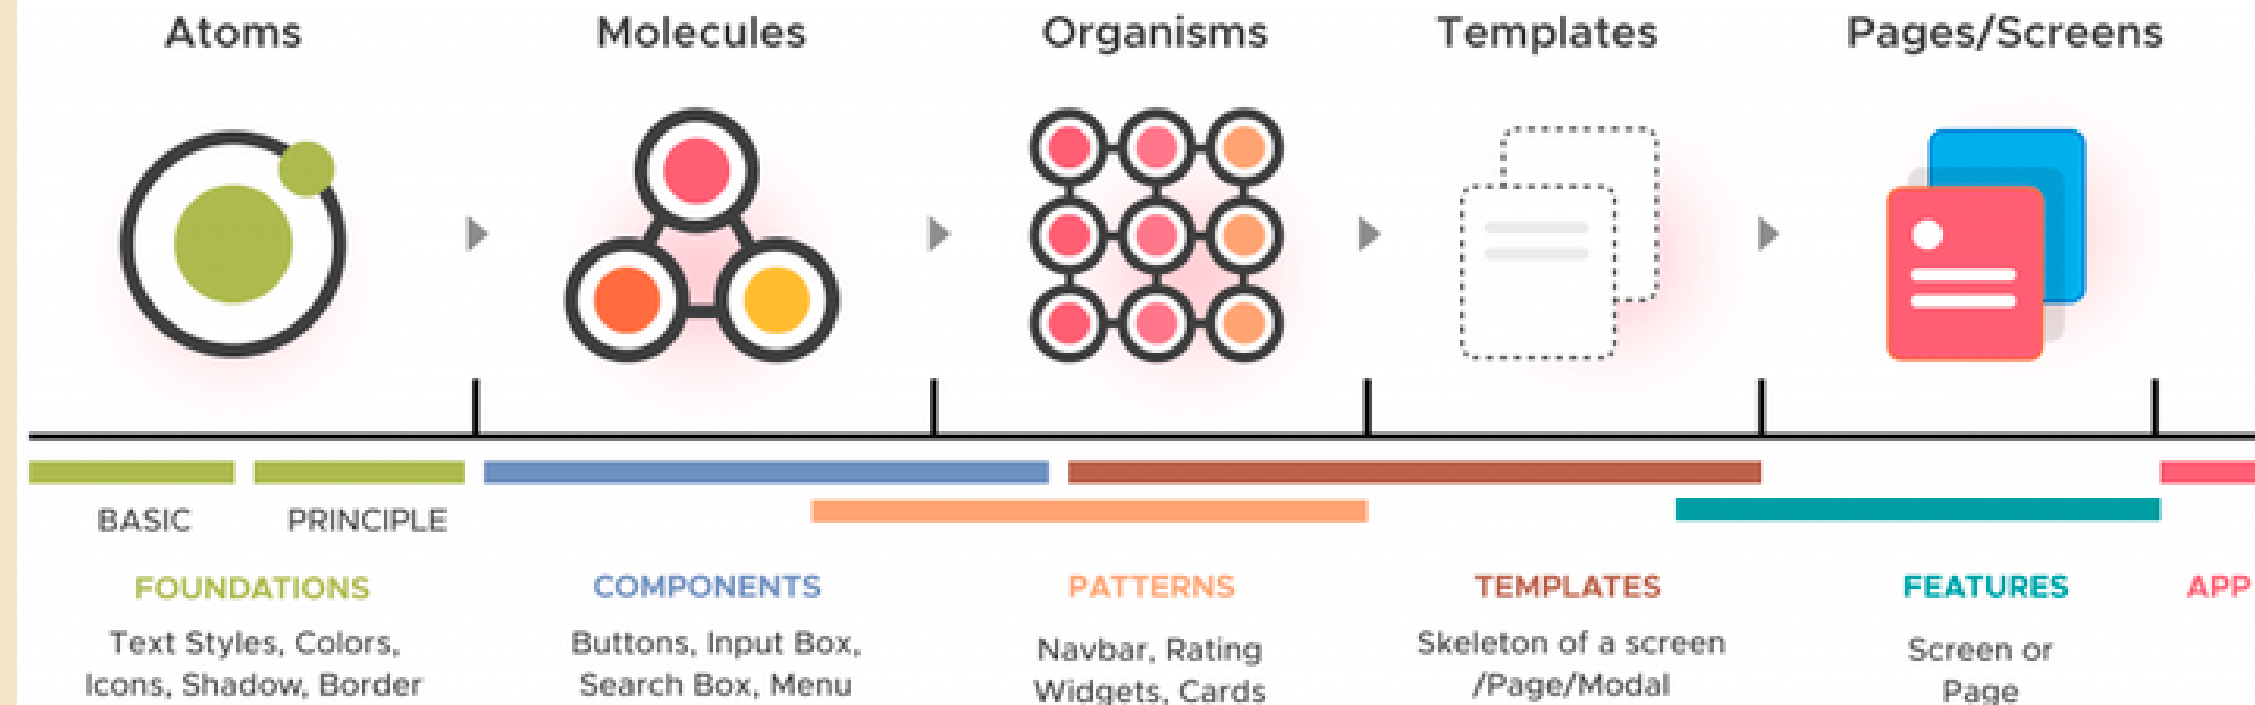 Atoms
Molecules
Organisms
Templates
Pages/Screens
BASIC
PRINCIPLE
FOUNDATIONS
COMPONENTS
PATTERNS
TEMPLATES
FEATURES
APP
Text Styles, Colors,
Icons, Shadow, Border
Buttons, Input Box,
Search Box, Menu
Navbar, Rating
Widgets, Cards
Skeleton of a screen
/Page/Modal
Screen or
Page